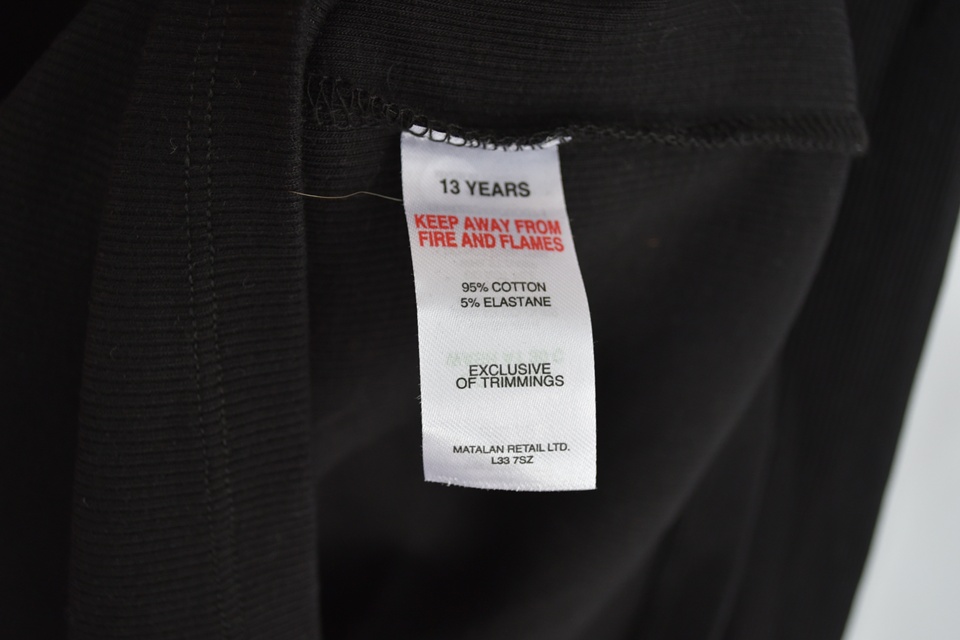 13 YEARS
KEEP AWAY FROM
FIRE AND FLAMES
95% COTTON
5% ELASTANE
EXCLUSIVE
OF TRIMMINGS
MATALAN RETAIL LTD.
L33 7SZ